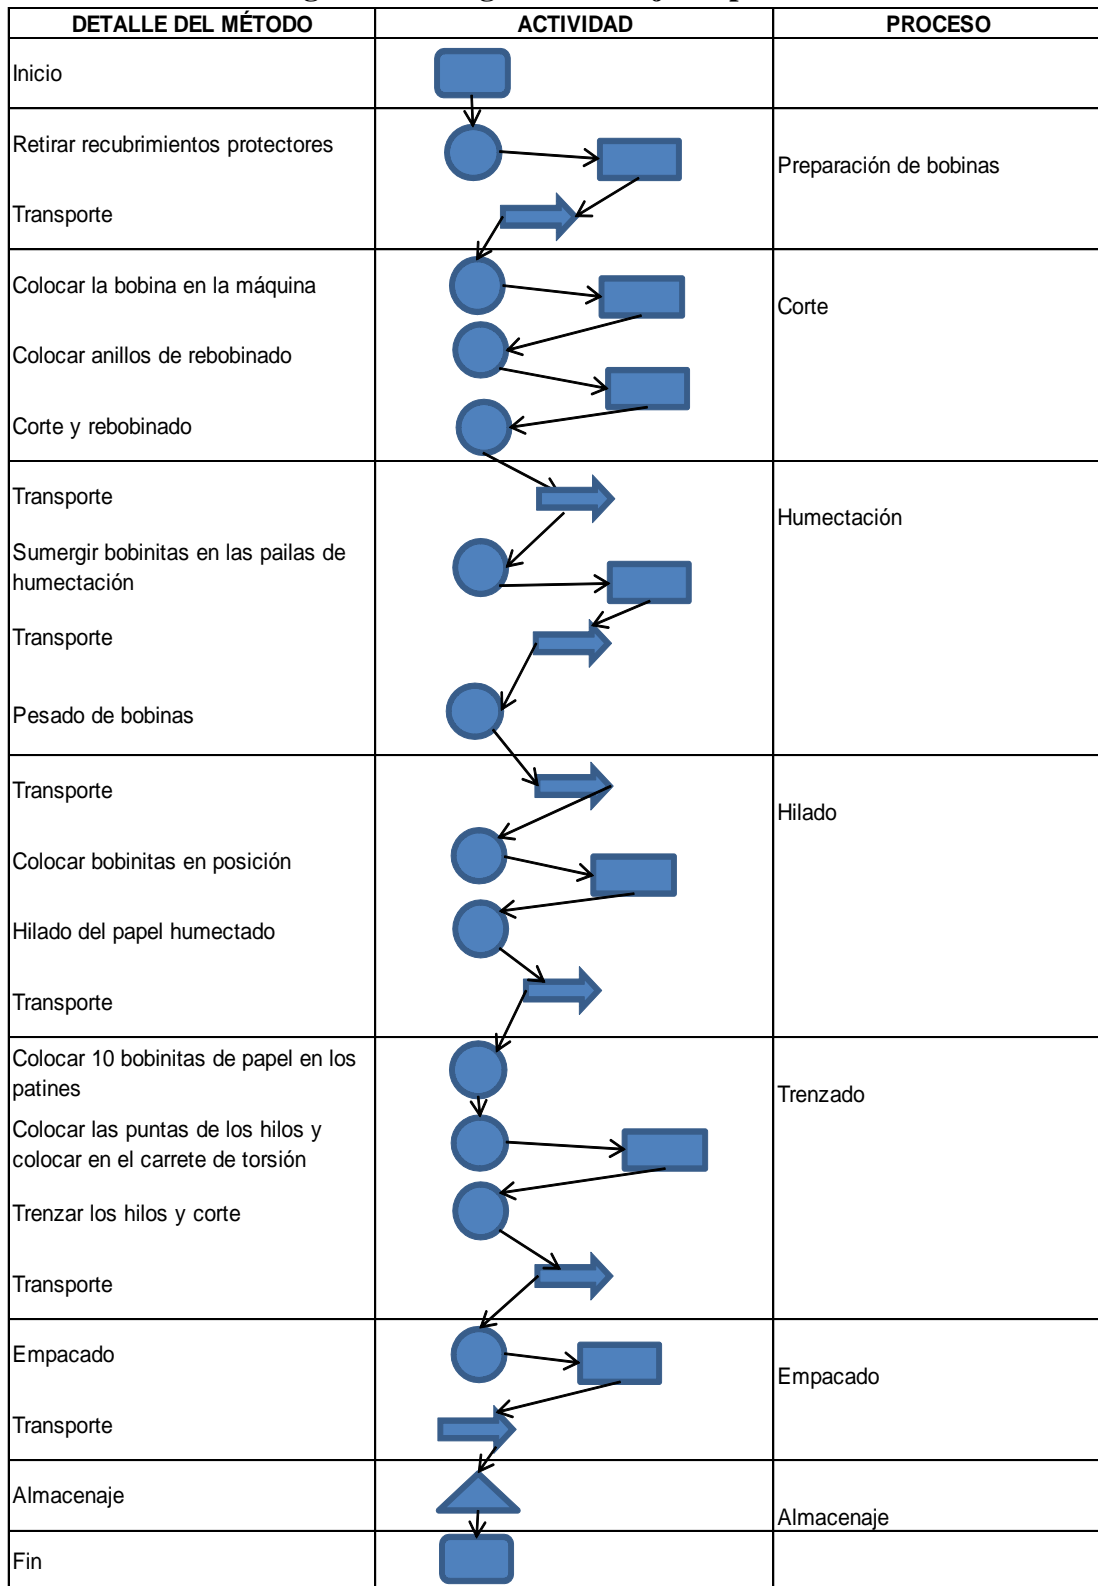 DETALLE DEL MÉTODO
ACTIVIDAD
PROCESO
Inicio
Retirar recubrimientos protectores
Preparación de bobinas
Transporte
Colocar la bobina en la máquina
Corte
Colocar anillos de rebobinado
Corte y rebobinado
Transporte
Humectación
Sumergir bobinitas en las pailas de
humectación
Transporte
Pesado de bobinas
Transporte
Hilado
Colocar bobinitas en posición
Hilado del papel humectado
Transporte
Colocar 10 bobinitas de papel en los
patines
Trenzado
Colocar las puntas de los hilos y
colocar en el carrete de torsión
Trenzar los hilos y corte
Transporte
Empacado
Empacado
Transporte
Almacenaje
Almacenaje
Fin